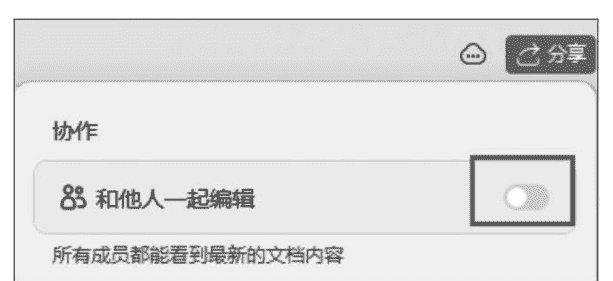 分享
协作
和他人一起编辑
所有成员都能看到最新的文档内容